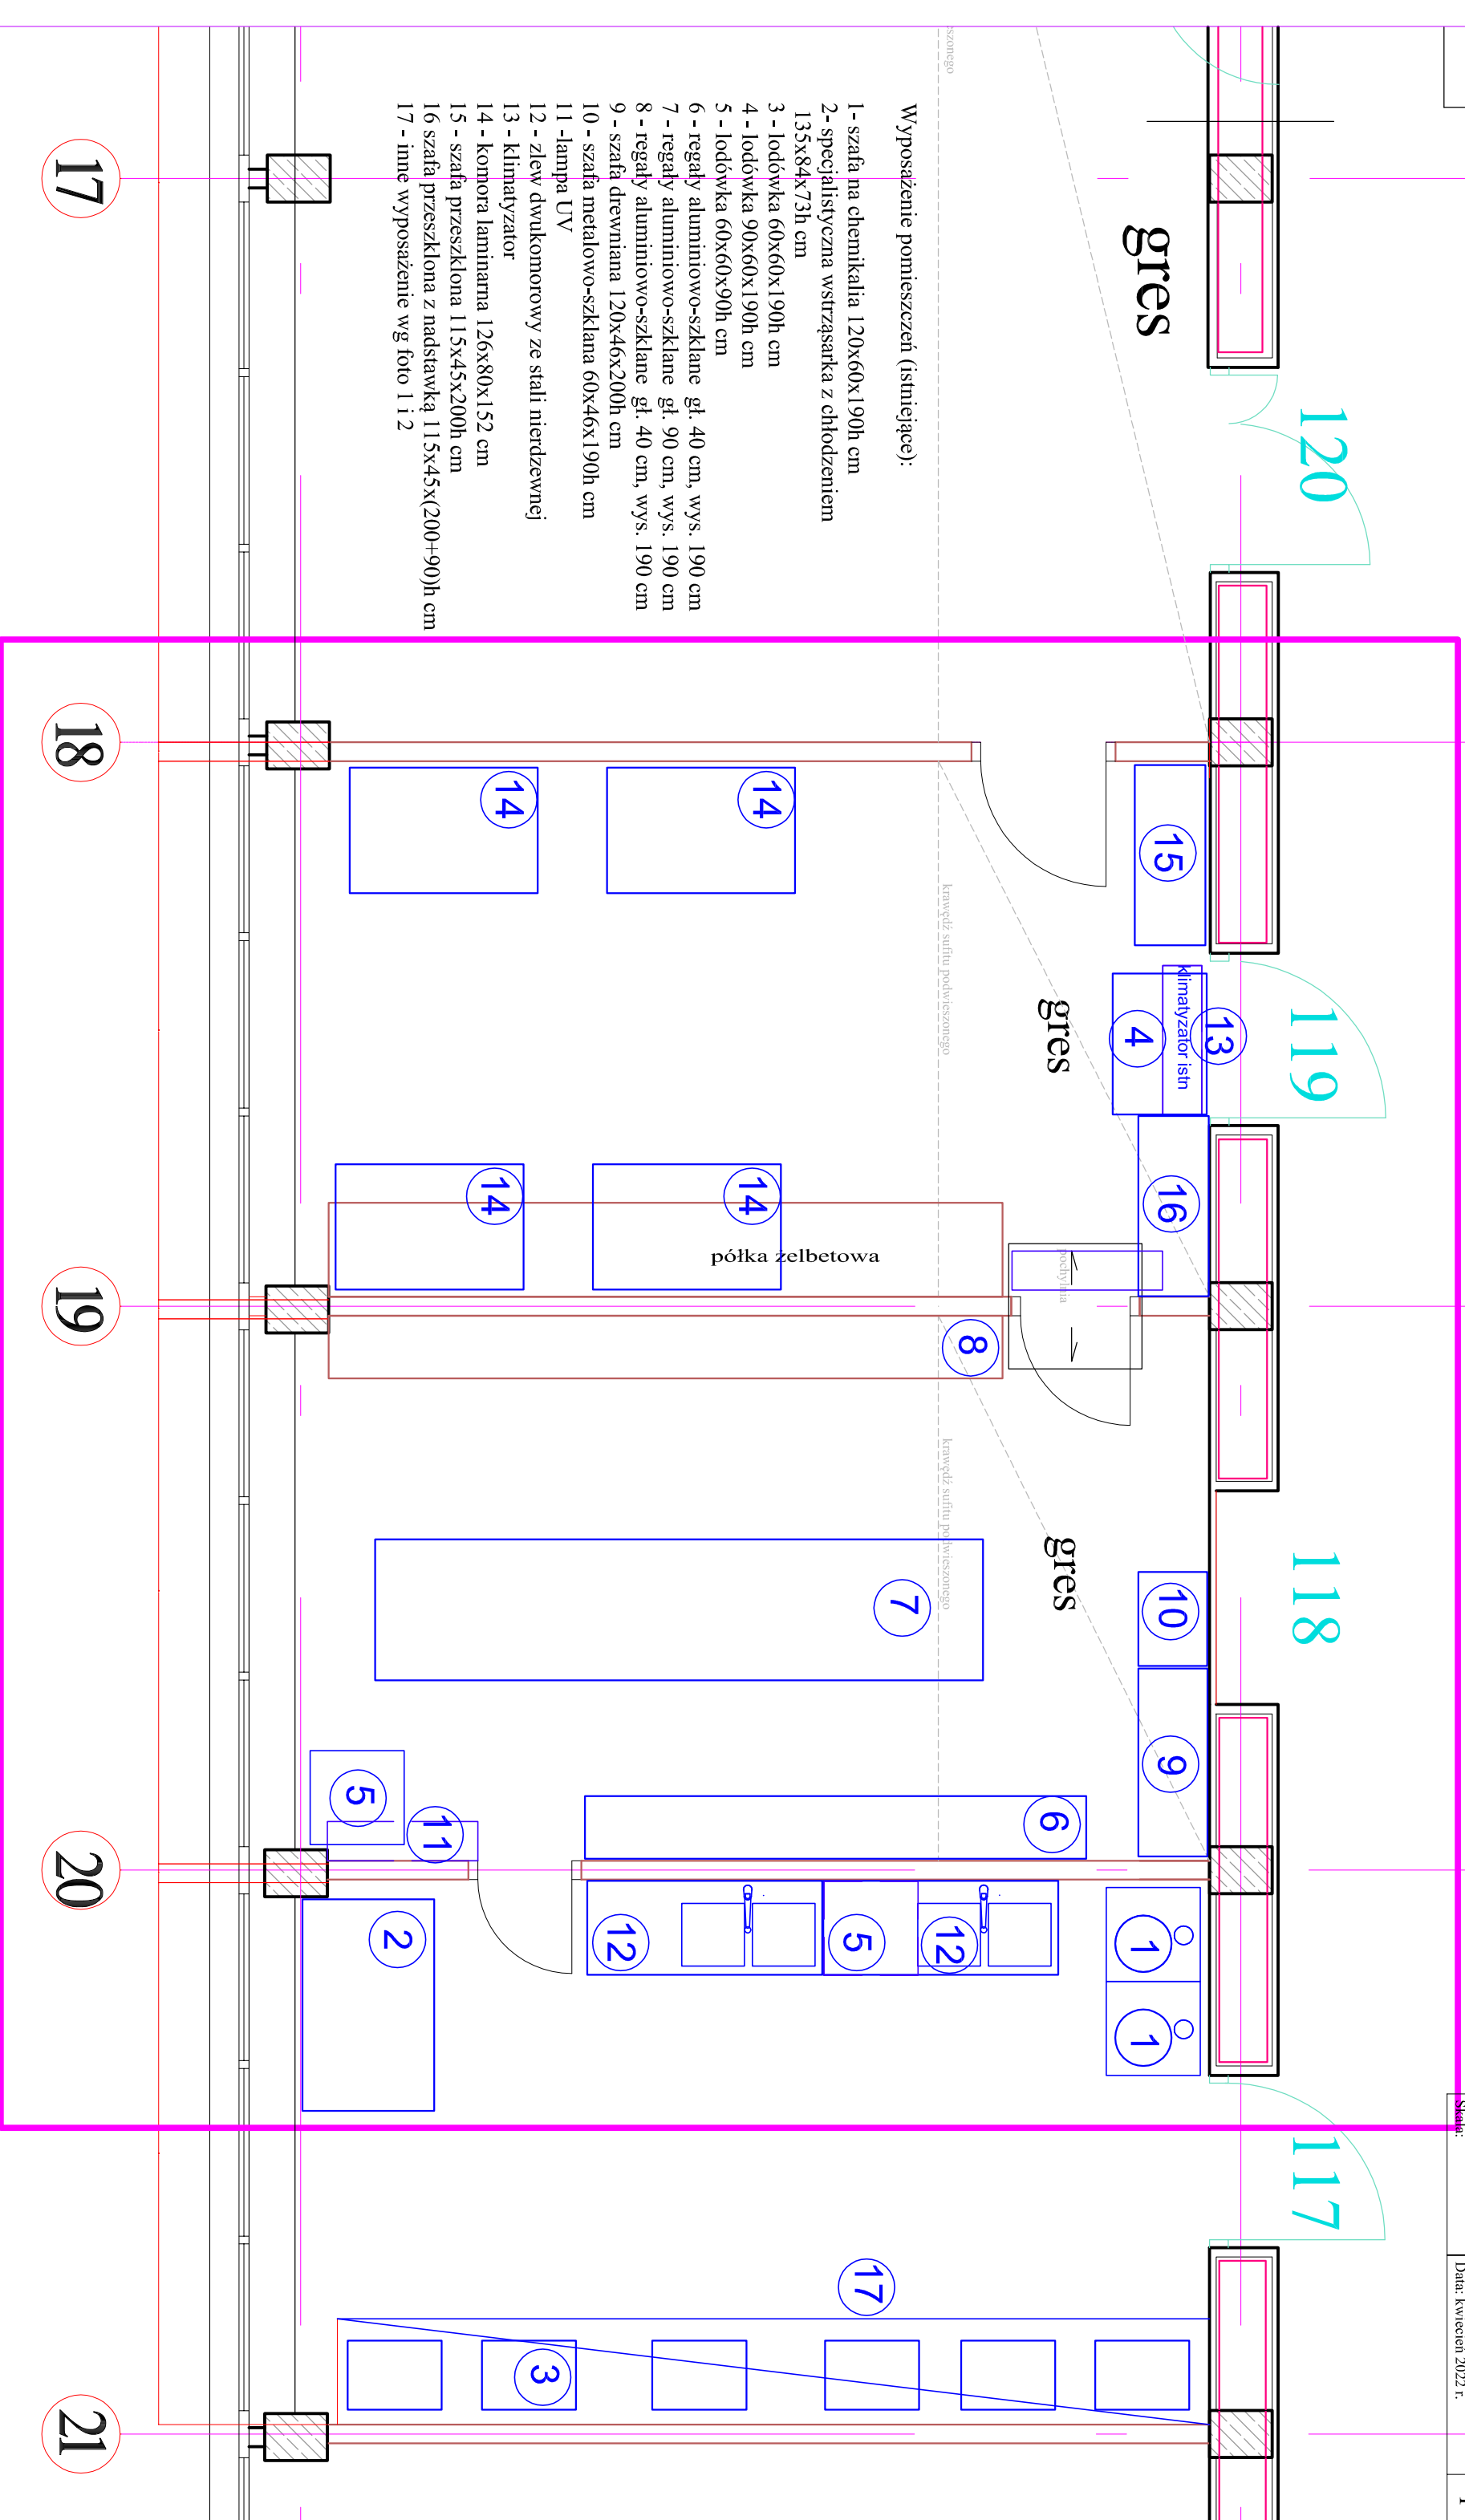 szonego
Wyposażenie pomieszczeń (istniejące):
1- szafa na chemikalia 120x60x190h cm
2- specjalistyczna wstrząsarka z chłodzeniem
135x84x73h cm
3 - lodówka 60x60x190h cm
4 - lodówka 90x60x190h cm
5 - lodówka 60x60x90h cm
6 - regały aluminiowo-szklane gł. 40 cm, wys. 190 cm
7 - regały aluminiowo-szklane gł. 90 cm, wys. 190 cm
8 - regały aluminiowo-szklane gł. 40 cm, wys. 190 cm
9 - szafa drewniana 120x46x200h cm
10 - szafa metalowo-szklana 60x46x190h cm
11 -lampa UV
12 - zlew dwukomorowy ze stali nierdzewnej
13 - klimatyzator
14 - komora laminarna 126x80x152 cm
15 - szafa przeszklona 115x45x200h cm
16 szafa przeszklona z nadstawką 115x45x(200+90)h cm
17 - inne wyposażenie wg foto 1 i 2
120
119
118
117
gres
gres
gres
15
13
klimatyzator istn
4
16
14
14
14
14
krawędź sufitu podwieszonego
półka żelbetowa
pochylnia
8
krawędź sufitu podwieszonego
10
7
9
5
11
6
2
12
5
12
1
1
17
3
17
18
19
20
21
Skala:
Data: kwiecień 2022 r.